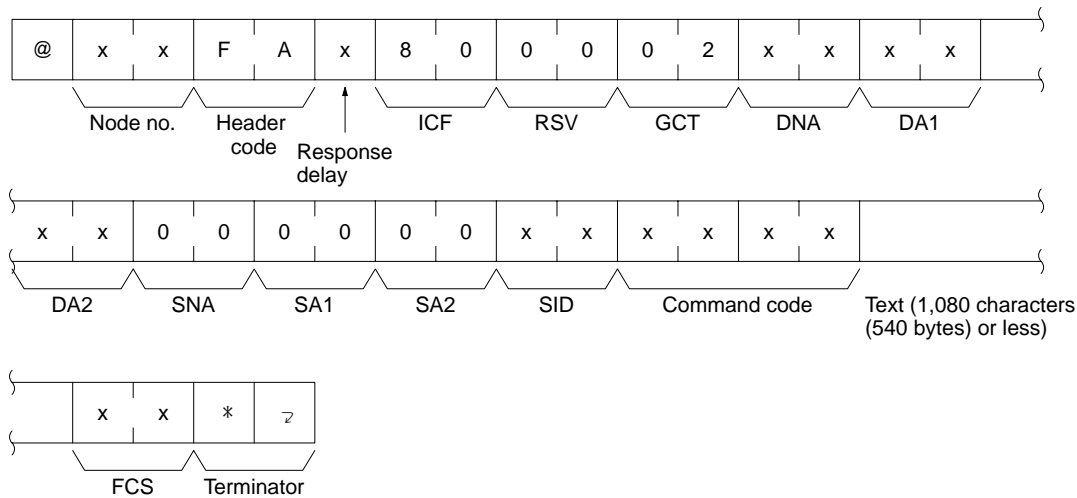 @ x x F A x 8 0 0 0 0 2 x x x x
Node no. Header code Response delay ICF RSV GCT DNA DA1
x x 0 0 0 0 0 0 x x x x x x
DA2 SNA SA1 SA2 SID Command code Text (1,080 characters
(540 bytes) or less)
x x *
FCS Terminator